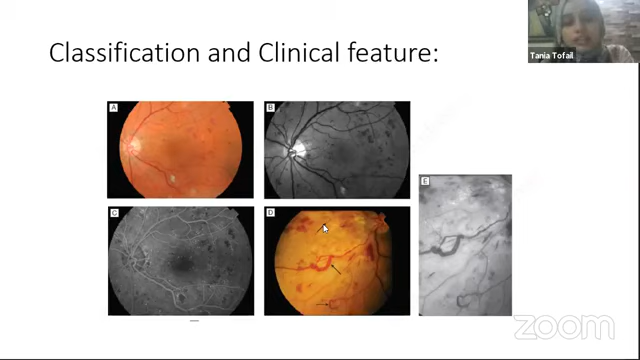 Classification and Clinical feature:
Tania Tofail
A
B
C
D
E
zoom